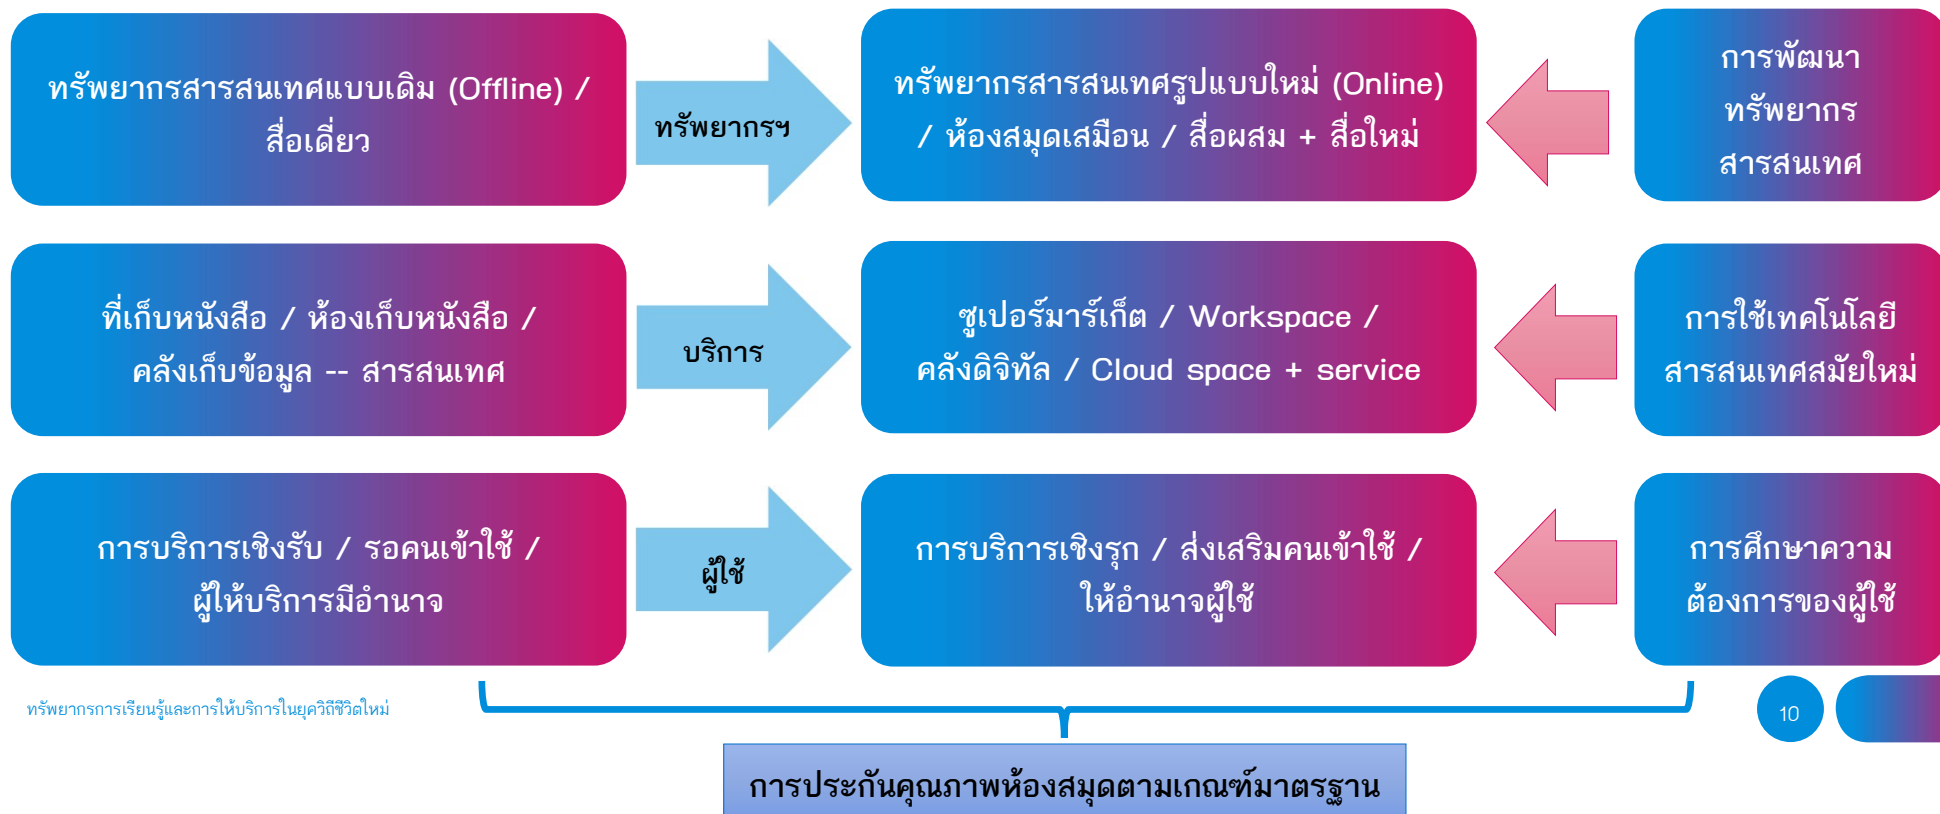 ทรัพยากรสารสนเทศแบบเดิม (Offline) /
สื่อเดี่ยว
ทรัพยากรฯ
ทรัพยากรสารสนเทศรูปแบบใหม่ (Online)
/ ห้องสมุดเสมือน / สื่อผสม + สื่อใหม่
การพัฒนา
ทรัพยากร
สารสนเทศ
ที่เก็บหนังสือ / ห้องเก็บหนังสือ /
คลังเก็บข้อมูล -- สารสนเทศ
บริการ
ซูเปอร์มาร์เก็ต / Workspace /
คลังดิจิทัล / Cloud space + service
การใช้เทคโนโลยี
สารสนเทศสมัยใหม่
การบริการเชิงรับ / รอคนเข้าใช้ /
ผู้ให้บริการมีอำนาจ
ผู้ใช้
การบริการเชิงรุก / ส่งเสริมคนเข้าใช้ /
ให้อำนาจผู้ใช้
การศึกษาความ
ต้องการของผู้ใช้
ทรัพยากรการเรียนรู้และการให้บริการในยุควิถีชีวิตใหม่
10
การประกันคุณภาพห้องสมุดตามเกณฑ์มาตรฐาน